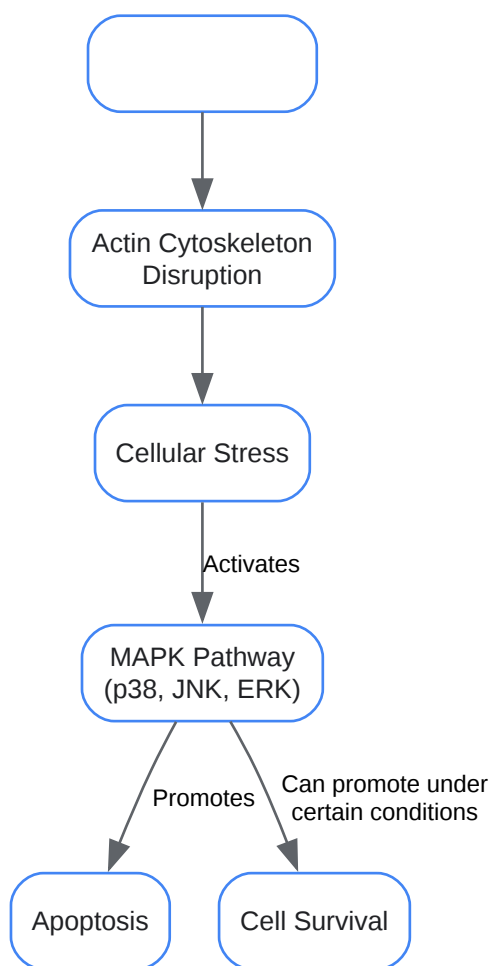 Actin Cytoskeleton
Disruption
Cellular Stress
Activates
MAPK Pathway
(p38, JNK, ERK)
Promotes
Can promote under
certain conditions
Apoptosis
Cell Survival